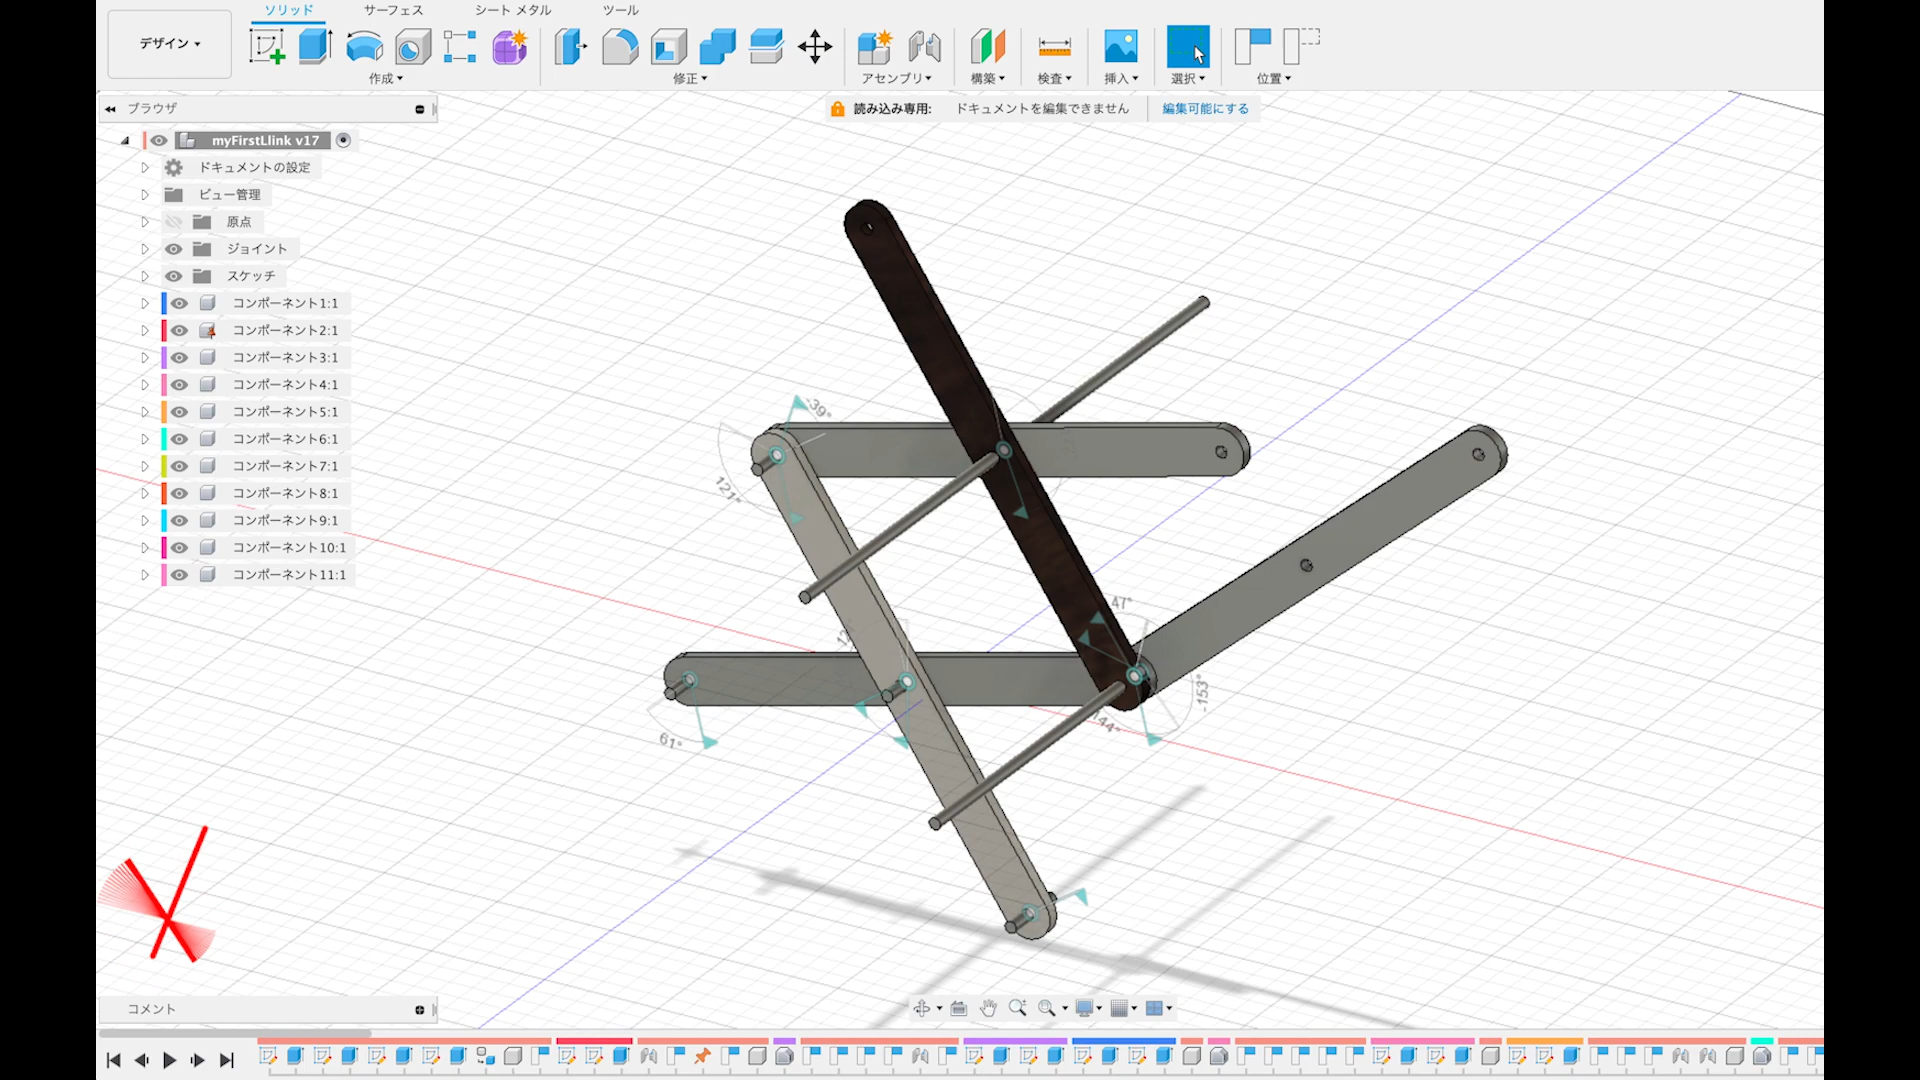 ソリッド サーフェス シート メタル ツール
デザイン
作成 修正 アセンブリ 構築 検査 挿入 選択 位置
ブラウザ
読み込み専用: ドキュメントを編集できません 編集可能にする
myFirstLlink v17
ドキュメントの設定
ビュー管理
原点
ジョイント
スケッチ
コンポーネント1:1
コンポーネント2:1
コンポーネント3:1
コンポーネント4:1
コンポーネント5:1
コンポーネント6:1
コンポーネント7:1
コンポーネント8:1
コンポーネント9:1
コンポーネント10:1
コンポーネント11:1
-39°
121°
47°
-153°
61°
コメント